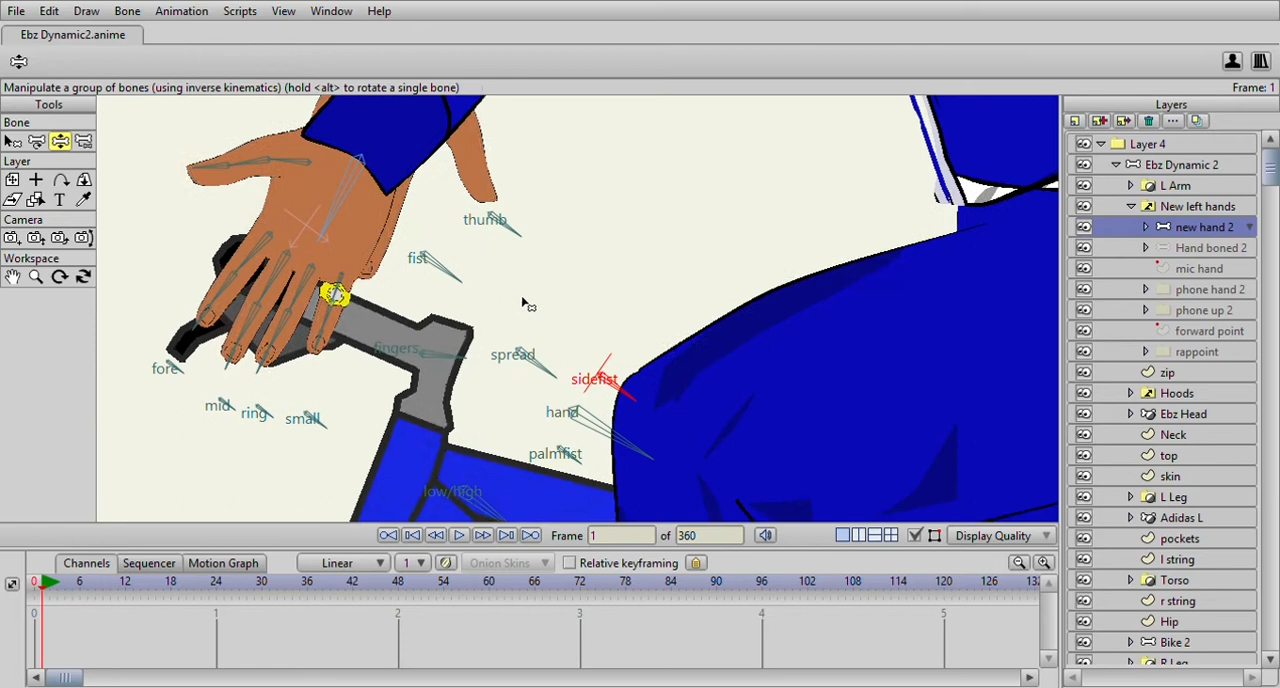 File Edit Draw Bone Animation Scripts View Window Help
Ebz Dynamic2.anime
Manipulate a group of bones (using inverse kinematics) (hold <alt> to rotate a single bone) Frame: 1
Tools
Bone
Layer
T
Camera
Workspace
thumb
fist
fingers
spread
sidefist
fore
hand
mid
ring
small
palmfist
low/high
Layers
Layer 4
Ebz Dynamic 2
L Arm
New left hands
new hand 2
Hand boned 2
mic hand
phone hand 2
phone up 2
forward point
rappoint
zip
Hoods
Ebz Head
Neck
top
skin
L Leg
Adidas L
pockets
l string
Torso
r string
Hip
Bike 2
R Leg
Frame 1 of 360 Display Quality
Channels Sequencer Motion Graph Linear 1 Onion Skins Relative keyframing
0 6 12 18 24 30 36 42 48 54 60 66 72 78 84 90 96 102 108 114 120 126 132
0 1 2 3 4 5